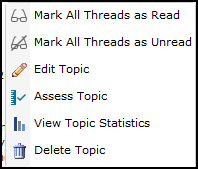 Mark All Threads as Read
Mark All Threads as Unread
Edit Topic
Assess Topic
View Topic Statistics
Delete Topic